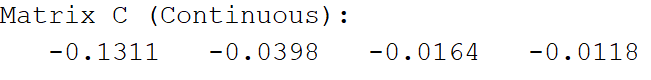 Matrix C (Continuous):
-0.1311 -0.0398 -0.0164 -0.0118